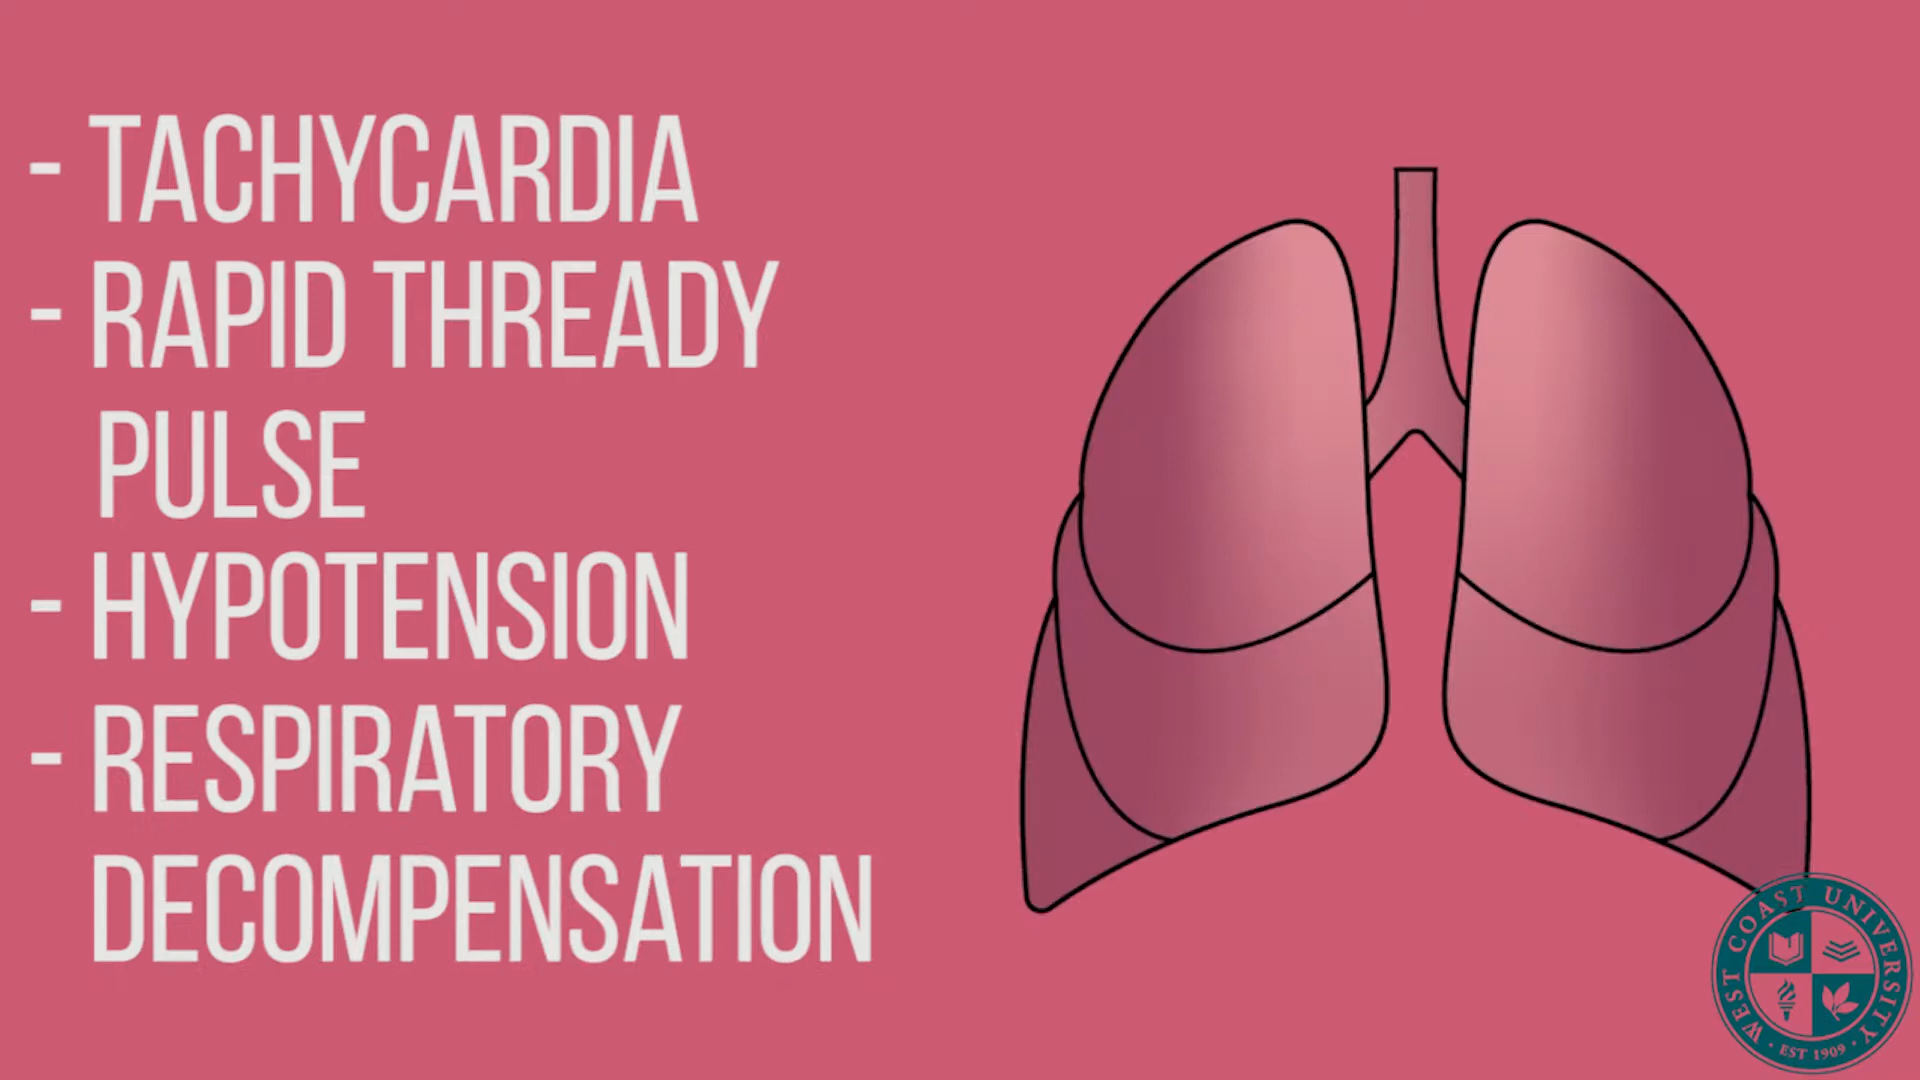 - TACHYCARDIA
- RAPID THREADY
PULSE
- HYPOTENSION
- RESPIRATORY
DECOMPENSATION
WEST COAST UNIVERSITY
· EST 1909 ·